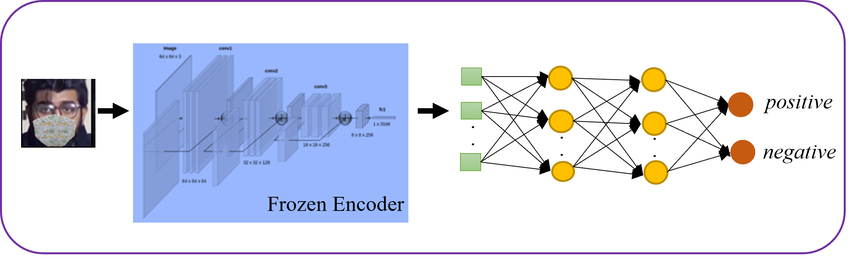 Image
64 x 64 x 3
conv1
conv2
conv3
fc1
1 x 2048
8 x 8 x 256
16 x 16 x 256
32 x 32 x 128
64 x 64 x 64
Frozen Encoder
positive
negative